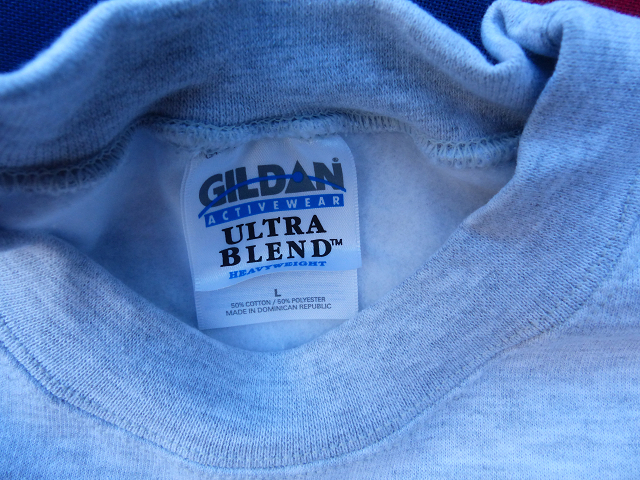 GILDAN®
ACTIVEWEAR
ULTRA
BLEND™
HEAVYWEIGHT
L
50% COTTON / 50% POLYESTER
MADE IN DOMINICAN REPUBLIC